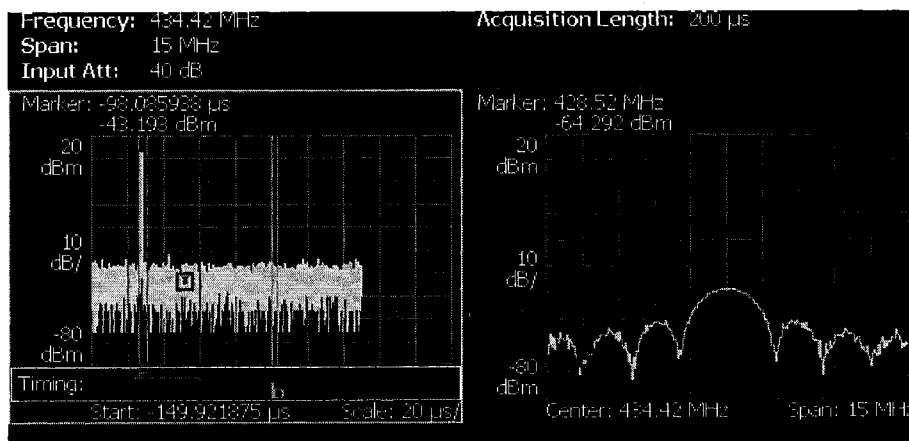 Frequency: 434.42 MHz
Span: 15 MHz
Input Att: 40 dB
Acquisition Length: 200 µs
Marker: -98.085938 µs
-43.193 dBm
20
dBm
10
dB/
-80
dBm
T
Timing:
Start: -149.921875 µs Scale: 20 µs/
Marker: 428.52 MHz
-64.292 dBm
20
dBm
10
dB/
-80
dBm
Center: 434.42 MHz Span: 15 MHz